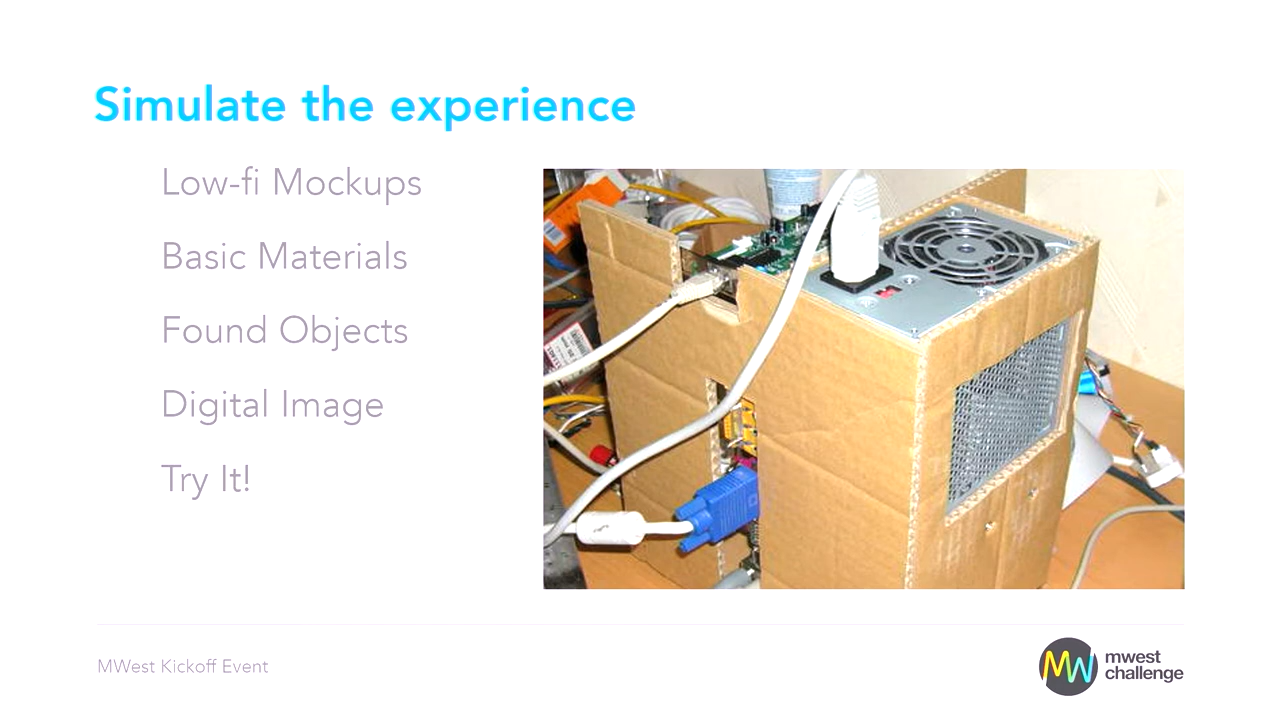 Simulate the experience
Low-fi Mockups
Basic Materials
Found Objects
Digital Image
Try It!
MWest Kickoff Event
MW
mwest
challenge